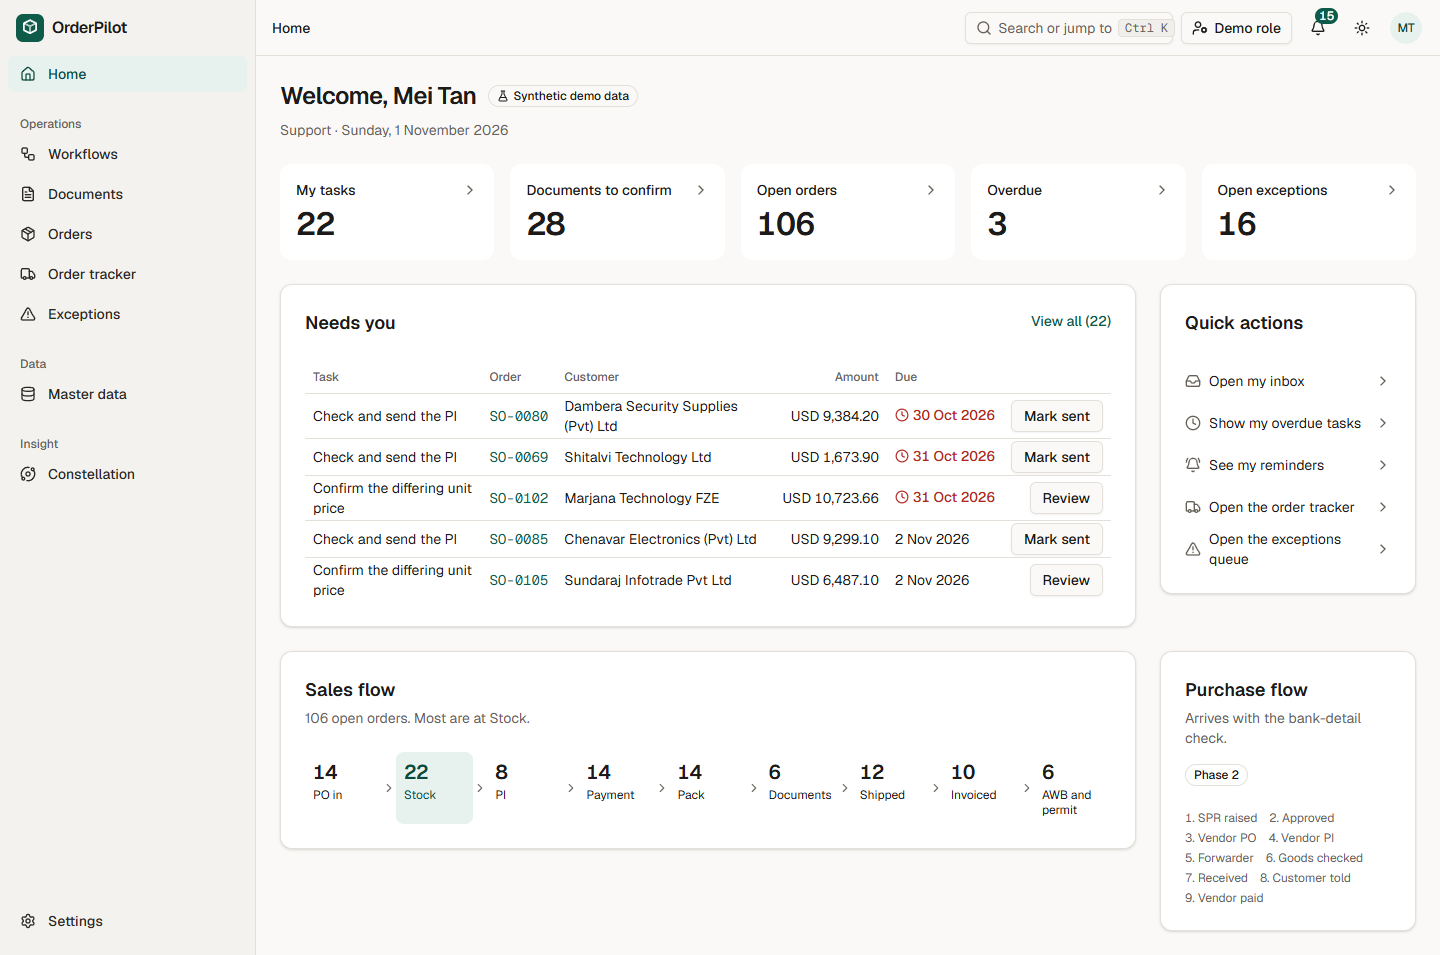 OrderPilot
Home
Operations
Workflows
Documents
Orders
Order tracker
Exceptions
Data
Master data
Insight
Constellation
Settings
Home
Search or jump to Ctrl K
Demo role
15
MT
Welcome, Mei Tan
Synthetic demo data
Support · Sunday, 1 November 2026
My tasks
22
Documents to confirm
28
Open orders
106
Overdue
3
Open exceptions
16
Needs you
View all (22)
Task Order Customer Amount Due
Check and send the PI SO-0080 Dambera Security Supplies
(Pvt) Ltd USD 9,384.20 30 Oct 2026 Mark sent
Check and send the PI SO-0069 Shitalvi Technology Ltd USD 1,673.90 31 Oct 2026 Mark sent
Confirm the differing unit
price SO-0102 Marjana Technology FZE USD 10,723.66 31 Oct 2026 Review
Check and send the PI SO-0085 Chenavar Electronics (Pvt) Ltd USD 9,299.10 2 Nov 2026 Mark sent
Confirm the differing unit
price SO-0105 Sundaraj Infotrade Pvt Ltd USD 6,487.10 2 Nov 2026 Review
Quick actions
Open my inbox
Show my overdue tasks
See my reminders
Open the order tracker
Open the exceptions
queue
Sales flow
106 open orders. Most are at Stock.
14
PO in
22
Stock
8
PI
14
Payment
14
Pack
6
Documents
12
Shipped
10
Invoiced
6
AWB and
permit
Purchase flow
Arrives with the bank-detail
check.
Phase 2
1. SPR raised 2. Approved
3. Vendor PO 4. Vendor PI
5. Forwarder 6. Goods checked
7. Received 8. Customer told
9. Vendor paid